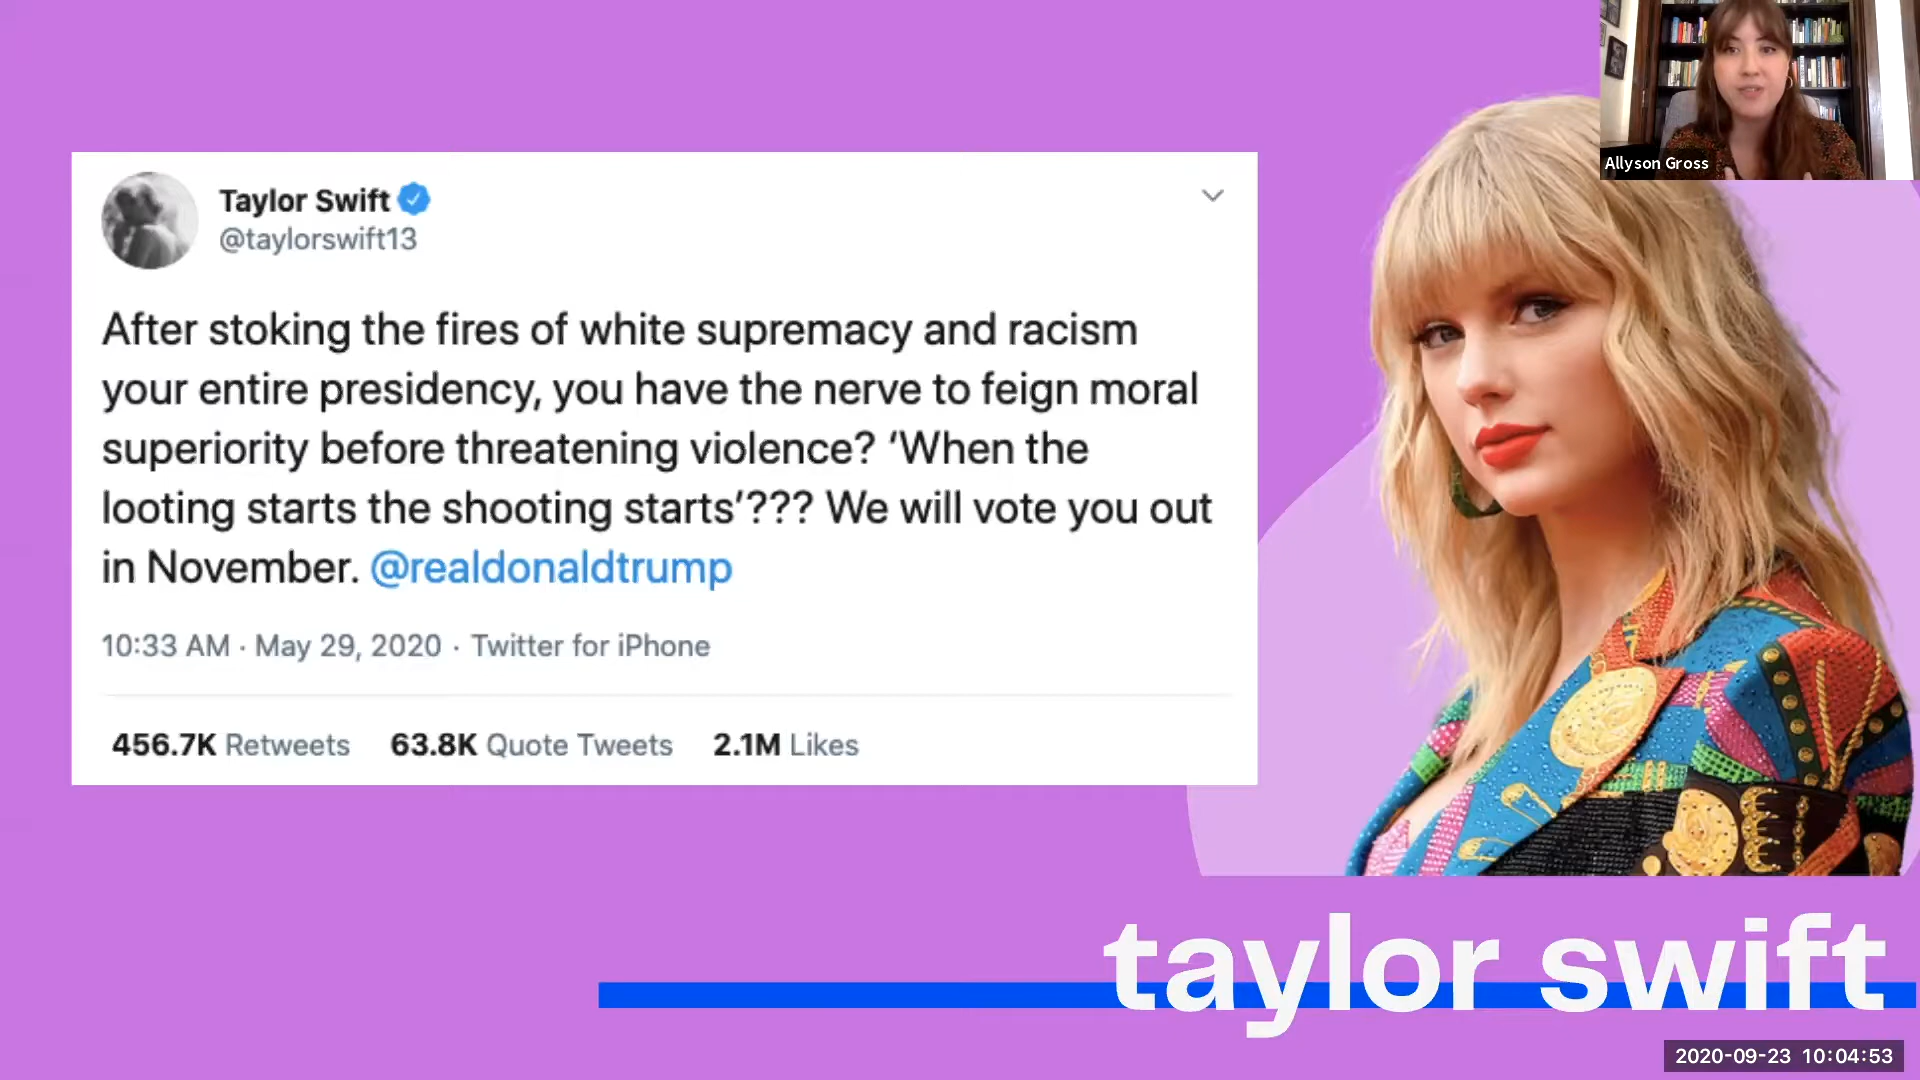 Allyson Gross
Taylor Swift
@taylorswift13
After stoking the fires of white supremacy and racism
your entire presidency, you have the nerve to feign moral
superiority before threatening violence? ‘When the
looting starts the shooting starts’??? We will vote you out
in November. @realdonaldtrump
10:33 AM · May 29, 2020 · Twitter for iPhone
456.7K Retweets 63.8K Quote Tweets 2.1M Likes
taylor swift
2020-09-23 10:04:53